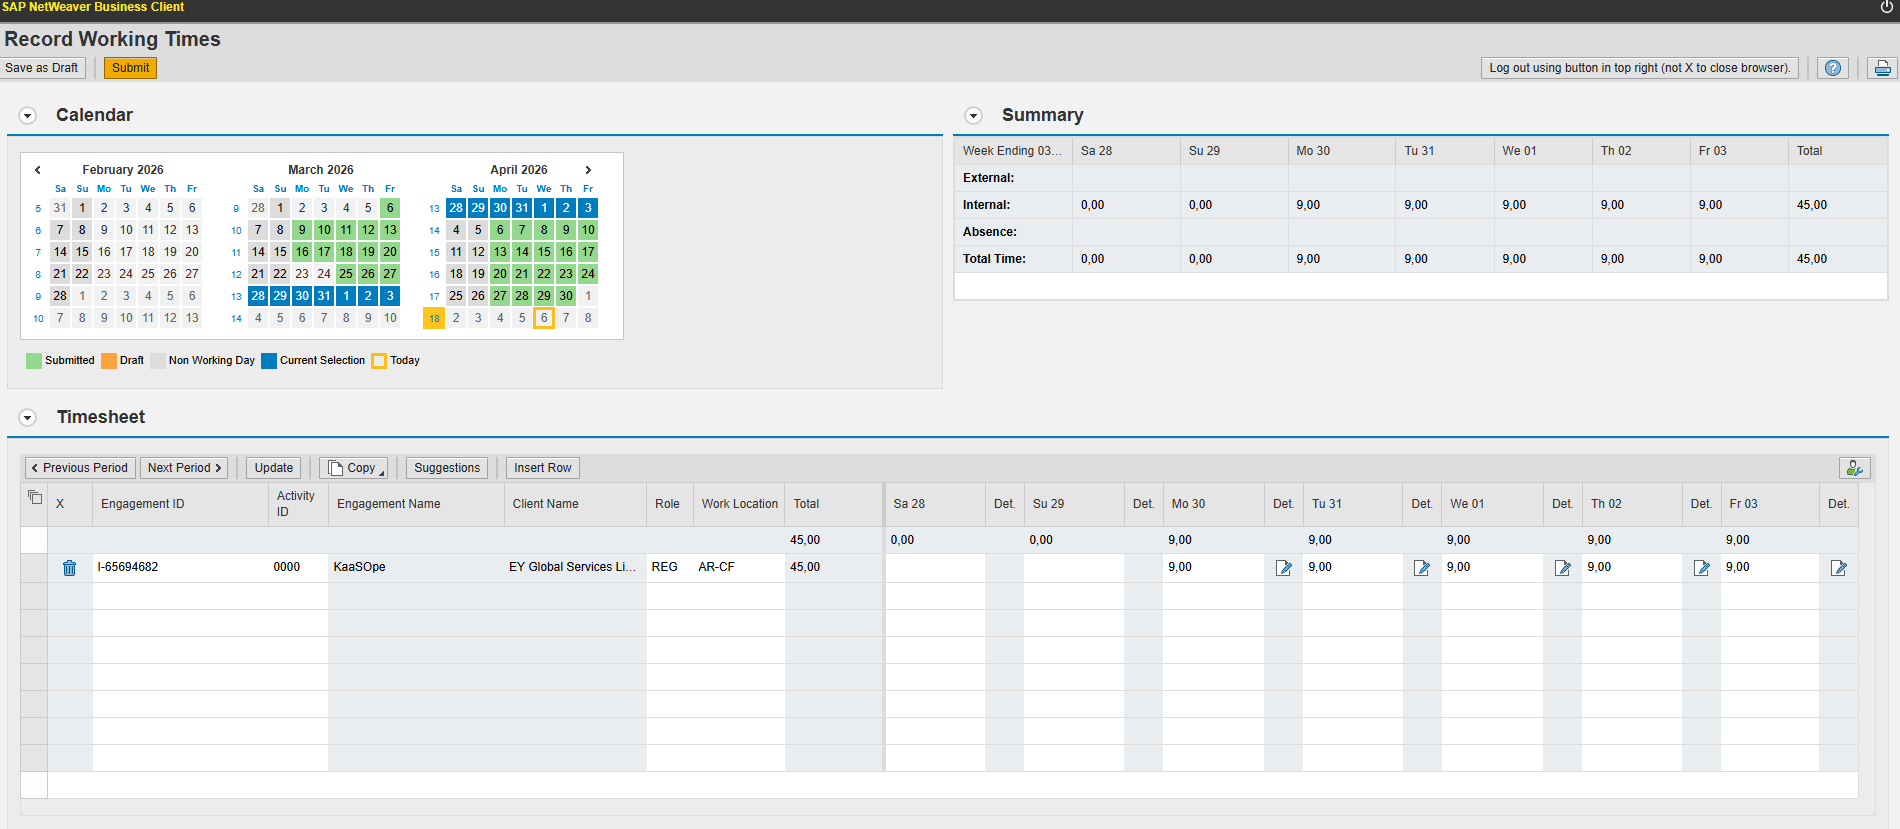 SAP NetWeaver Business Client
Record Working Times
Save as Draft Submit Log out using button in top right (not X to close browser).
Calendar
February 2026 March 2026 April 2026
Sa Su Mo Tu We Th Fr Sa Su Mo Tu We Th Fr Sa Su Mo Tu We Th Fr
5 31 1 2 3 4 5 6 9 28 1 2 3 4 5 6 13 28 29 30 31 1 2 3
6 7 8 9 10 11 12 13 10 7 8 9 10 11 12 13 14 4 5 6 7 8 9 10
7 14 15 16 17 18 19 20 11 14 15 16 17 18 19 20 15 11 12 13 14 15 16 17
8 21 22 23 24 25 26 27 12 21 22 23 24 25 26 27 16 18 19 20 21 22 23 24
9 28 1 2 3 4 5 6 13 28 29 30 31 1 2 3 17 25 26 27 28 29 30 1
10 7 8 9 10 11 12 13 14 4 5 6 7 8 9 10 18 2 3 4 5 6 7 8
Submitted Draft Non Working Day Current Selection Today
Summary
Week Ending 03... Sa 28 Su 29 Mo 30 Tu 31 We 01 Th 02 Fr 03 Total
External:
Internal: 0,00 0,00 9,00 9,00 9,00 9,00 9,00 45,00
Absence:
Total Time: 0,00 0,00 9,00 9,00 9,00 9,00 9,00 45,00
Timesheet
Previous Period Next Period Update Copy Suggestions Insert Row
X Engagement ID Activity ID Engagement Name Client Name Role Work Location Total Sa 28 Det. Su 29 Det. Mo 30 Det. Tu 31 Det. We 01 Det. Th 02 Det. Fr 03 Det.
45,00 0,00 0,00 9,00 9,00 9,00 9,00 9,00
I-65694682 0000 KaaSOpe EY Global Services Li... REG AR-CF 45,00 9,00 9,00 9,00 9,00 9,00